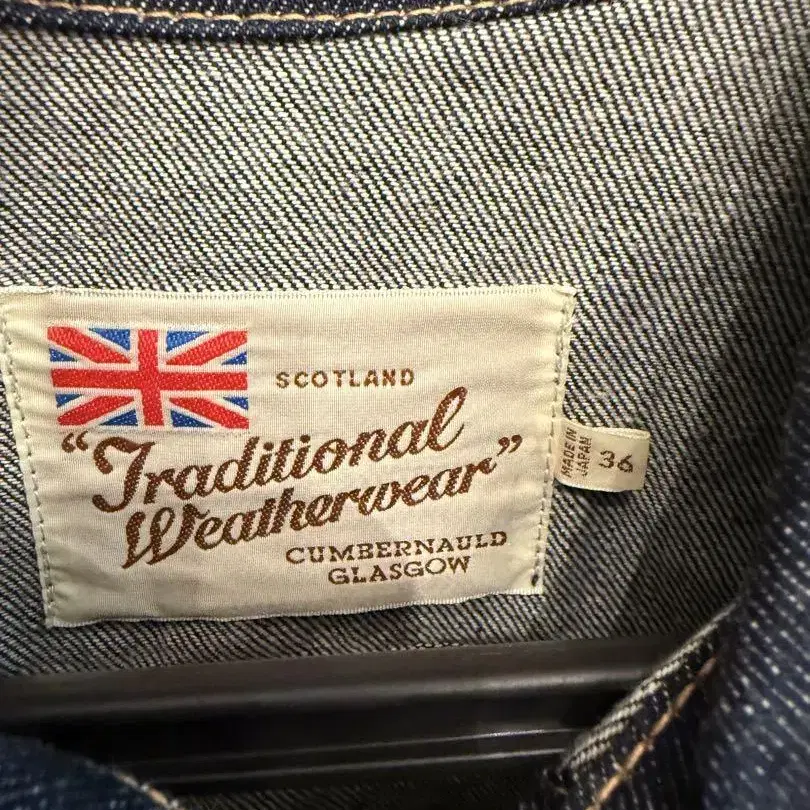 SCOTLAND
“Traditional
Weatherwear”
CUMBERNAULD
GLASGOW
MADE IN
JAPAN
36